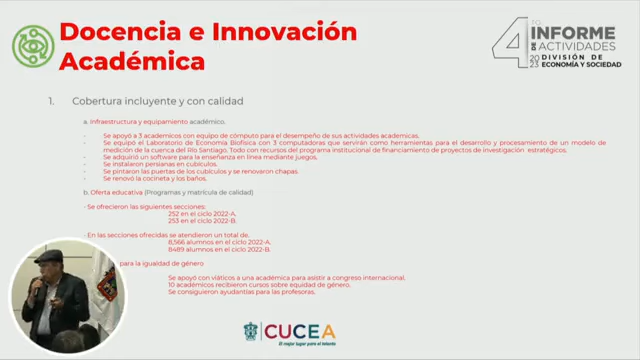 Docencia e Innovación
Académica
4TO INFORME
DE ACTIVIDADES
2023 DIVISIÓN DE
ECONOMÍA Y SOCIEDAD
1. Cobertura incluyente y con calidad
a. Infraestructura y equipamiento académico.
- Se apoyó a 3 academicos con equipo de cómputo para el desempeño de sus actividades academicas.
- Se equipó el Laboratorio de Economía Biofísica con 3 computadoras que servirán como herramientas para el desarrollo y procesamiento de un modelo de
medición de la cuenca del Río Santiago. Todo con recursos del programa institucional de financiamiento de proyectos de investigación estratégicos.
- Se adquirió un software para la enseñanza en línea mediante juegos.
- Se instalaron persianas en cubículos.
- Se pintaron las puertas de los cubículos y se renovaron chapas.
- Se renovó la cocineta y los baños.
b. Oferta educativa (Programas y matrícula de calidad)
- Se ofrecieron las siguientes secciones:
252 en el ciclo 2022-A.
253 en el ciclo 2022-B.
- En las secciones ofrecidas se atendieron un total de.
8,566 alumnos en el ciclo 2022-A.
8489 alumnos en el ciclo 2022-B.
para la igualdad de género
Se apoyó con viáticos a una académica para asistir a congreso internacional.
10 académicos recibieron cursos sobre equidad de género.
Se consiguieron ayudantías para las profesoras.
CUCEA
El mejor lugar para el talento